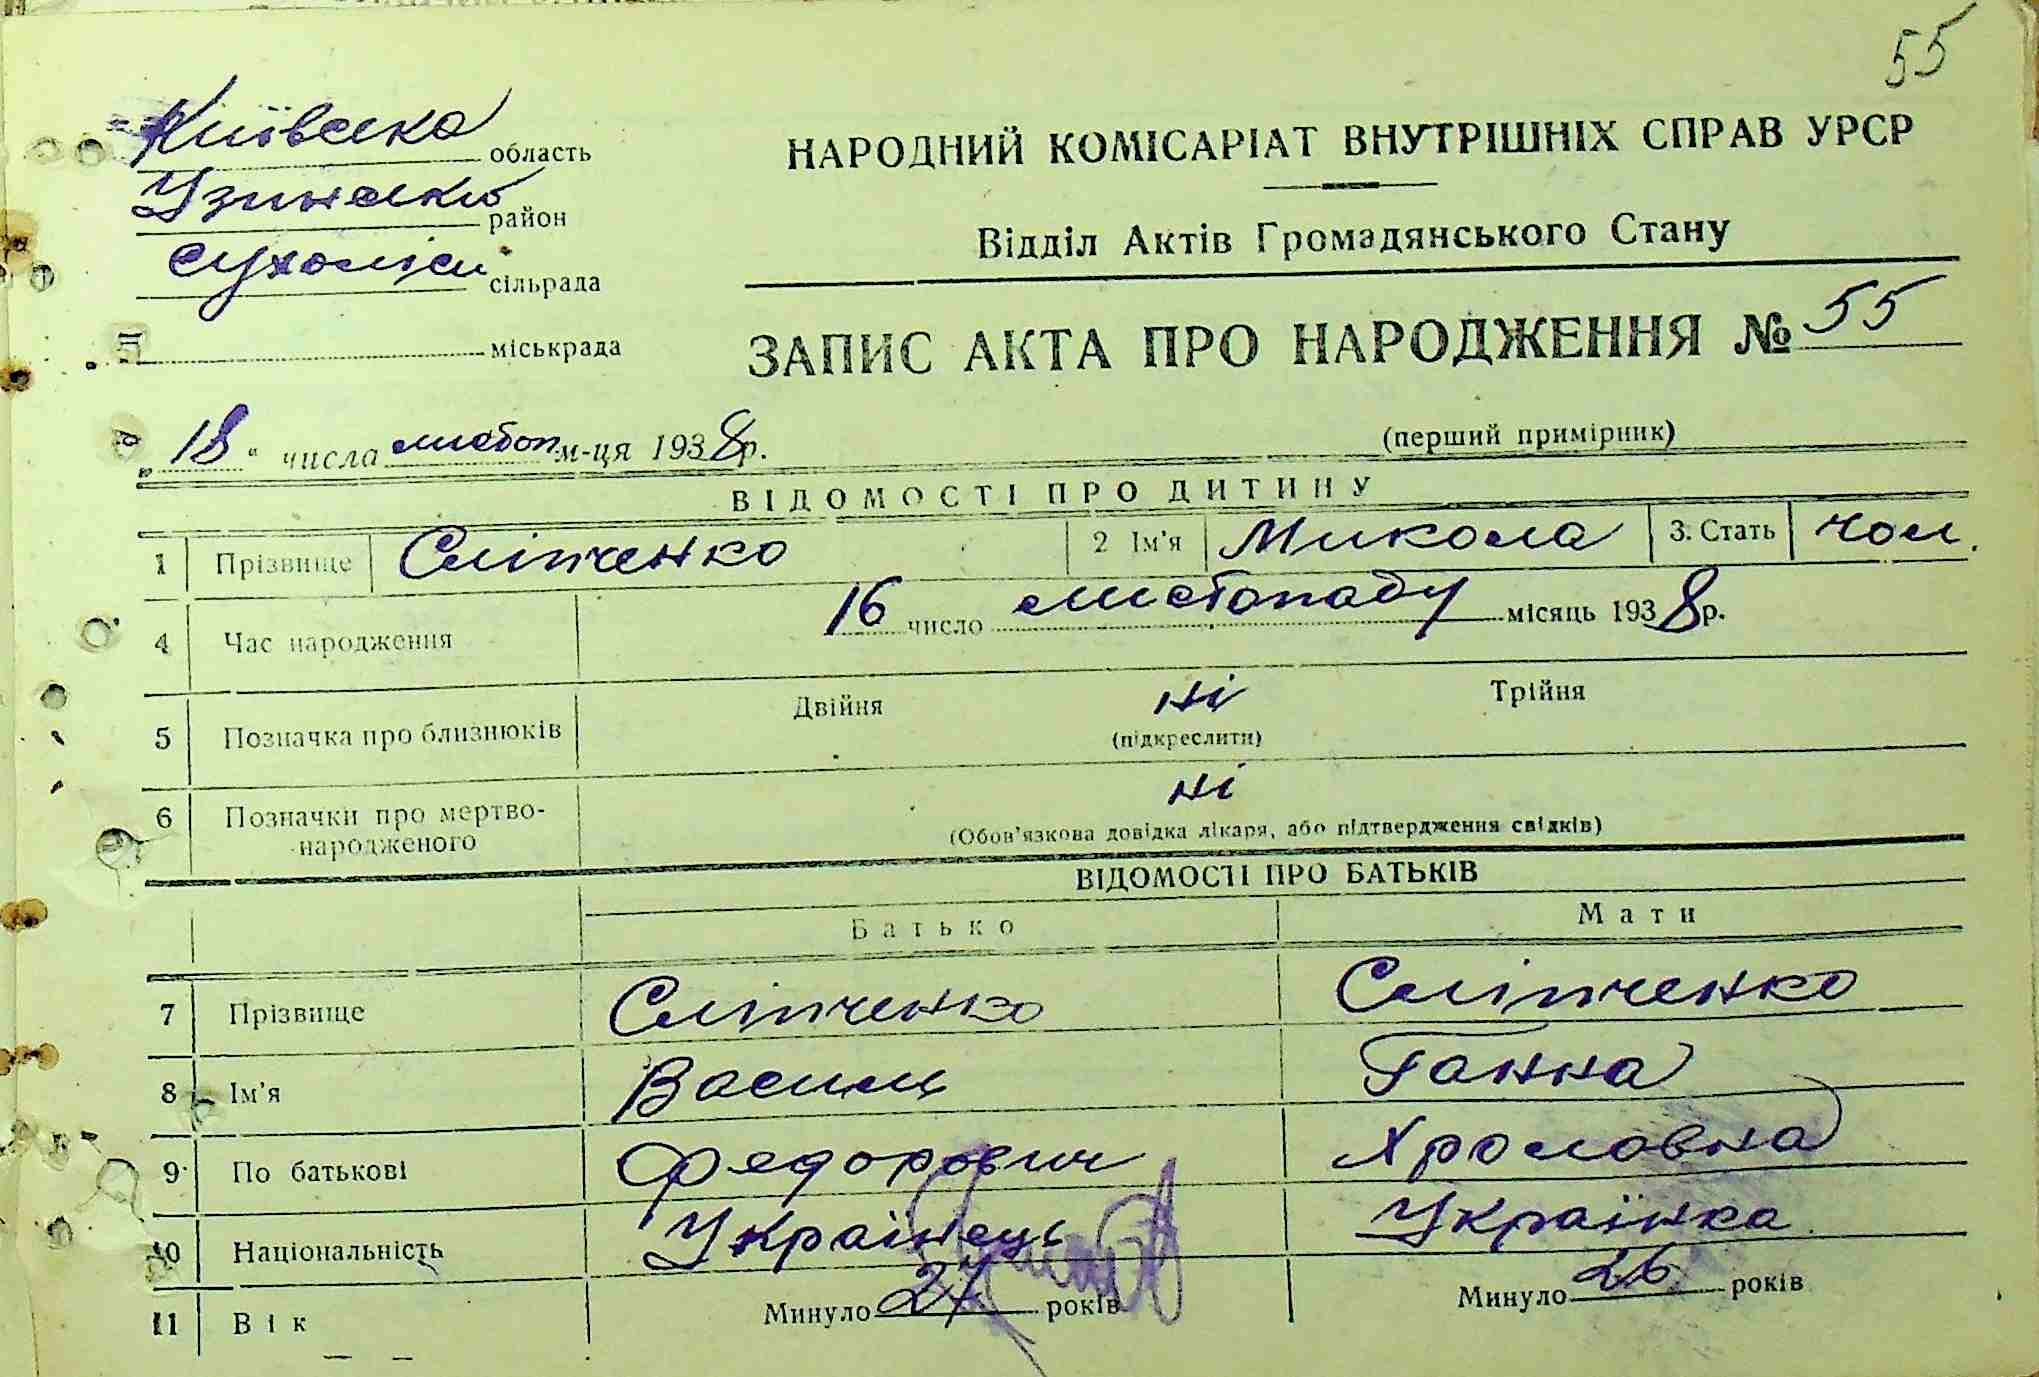 55
Київська область
Узинський район
Сухоліси сільрада
міськрада
НАРОДНИЙ КОМІСАРІАТ ВНУТРІШНІХ СПРАВ УРСР
Відділ Актів Громадянського Стану
ЗАПИС АКТА ПРО НАРОДЖЕННЯ № 55
(перший примірник)
„18“ числа листоп м-ця 1938р.
ВІДОМОСТІ ПРО ДИТИНУ
1 Прізвище Сліпченко 2 Ім'я Микола 3. Стать чол.
4 Час народження 16 число листопаду місяць 1938р.
5 Позначка про близнюків Двійня ні Трійня
(підкреслити)
6 Позначки про мертво-народженого ні
(Обов'язкова довідка лікаря, або підтвердження свідків)
ВІДОМОСТІ ПРО БАТЬКІВ
Батько Мати
7 Прізвище Сліпченко Сліпченко
8 Ім'я Василь Ганна
9 По батькові Федорович Хроловна
10 Національність Українець Українка
11 Вік Минуло 27 років Минуло 26 років